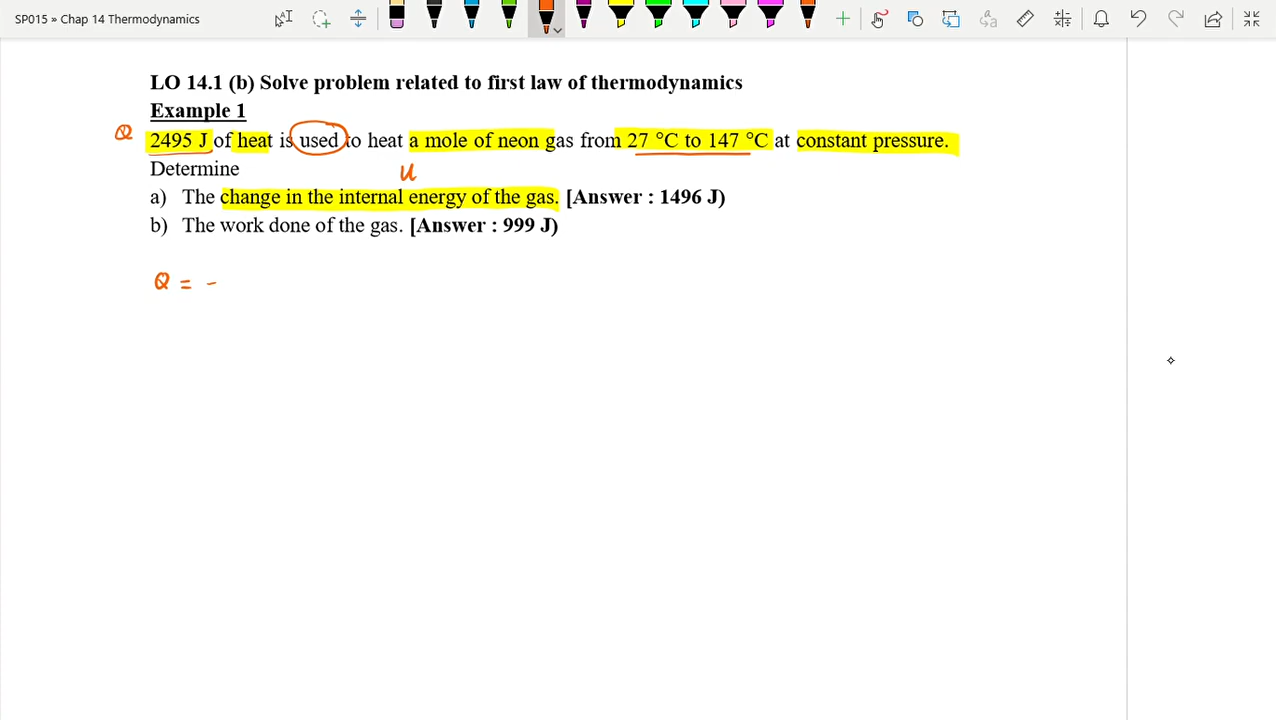 SP015 » Chap 14 Thermodynamics
LO 14.1 (b) Solve problem related to first law of thermodynamics
Example 1
Q 2495 J of heat is used to heat a mole of neon gas from 27 °C to 147 °C at constant pressure.
Determine
U
a) The change in the internal energy of the gas. [Answer : 1496 J)
b) The work done of the gas. [Answer : 999 J)
Q = -